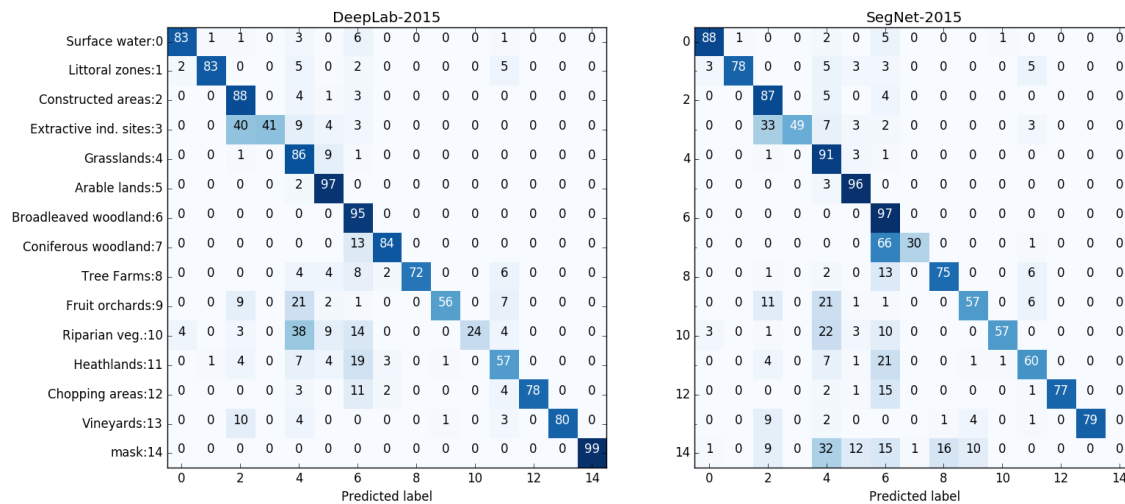 DeepLab-2015
Surface water:0 83 1 1 0 3 0 6 0 0 0 0 1 0 0 0
Littoral zones:1 2 83 0 0 5 0 2 0 0 0 0 5 0 0 0
Constructed areas:2 0 0 88 0 4 1 3 0 0 0 0 0 0 0 0
Extractive ind. sites:3 0 0 40 41 9 4 3 0 0 0 0 0 0 0 0
Grasslands:4 0 0 1 0 86 9 1 0 0 0 0 0 0 0 0
Arable lands:5 0 0 0 0 2 97 0 0 0 0 0 0 0 0 0
Broadleaved woodland:6 0 0 0 0 0 0 95 0 0 0 0 0 0 0 0
Coniferous woodland:7 0 0 0 0 0 0 13 84 0 0 0 0 0 0 0
Tree Farms:8 0 0 0 0 4 4 8 2 72 0 0 6 0 0 0
Fruit orchards:9 0 0 9 0 21 2 1 0 0 56 0 7 0 0 0
Riparian veg.:10 4 0 3 0 38 9 14 0 0 0 24 4 0 0 0
Heathlands:11 0 1 4 0 7 4 19 3 0 1 0 57 0 0 0
Chopping areas:12 0 0 0 0 3 0 11 2 0 0 0 4 78 0 0
Vineyards:13 0 0 10 0 4 0 0 0 0 1 0 3 0 80 0
mask:14 0 0 0 0 0 0 0 0 0 0 0 0 0 0 99
0 2 4 6 8 10 12 14
Predicted label
SegNet-2015
0 88 1 0 0 2 0 5 0 0 0 1 0 0 0 0
3 78 0 0 5 3 3 0 0 0 0 5 0 0 0
2 0 0 87 0 5 0 4 0 0 0 0 0 0 0 0
0 0 33 49 7 3 2 0 0 0 0 3 0 0 0
4 0 0 1 0 91 3 1 0 0 0 0 0 0 0 0
0 0 0 0 3 96 0 0 0 0 0 0 0 0 0
6 0 0 0 0 0 0 97 0 0 0 0 0 0 0 0
0 0 0 0 0 0 66 30 0 0 0 1 0 0 0
8 0 0 1 0 2 0 13 0 75 0 0 6 0 0 0
0 0 11 0 21 1 1 0 0 57 0 6 0 0 0
10 3 0 1 0 22 3 10 0 0 0 57 0 0 0 0
0 0 4 0 7 1 21 0 0 1 1 60 0 0 0
12 0 0 0 0 2 1 15 0 0 0 0 1 77 0 0
0 0 9 0 2 0 0 0 1 4 0 1 0 79 0
14 1 0 9 0 32 12 15 1 16 10 0 0 0 0 0
0 2 4 6 8 10 12 14
Predicted label